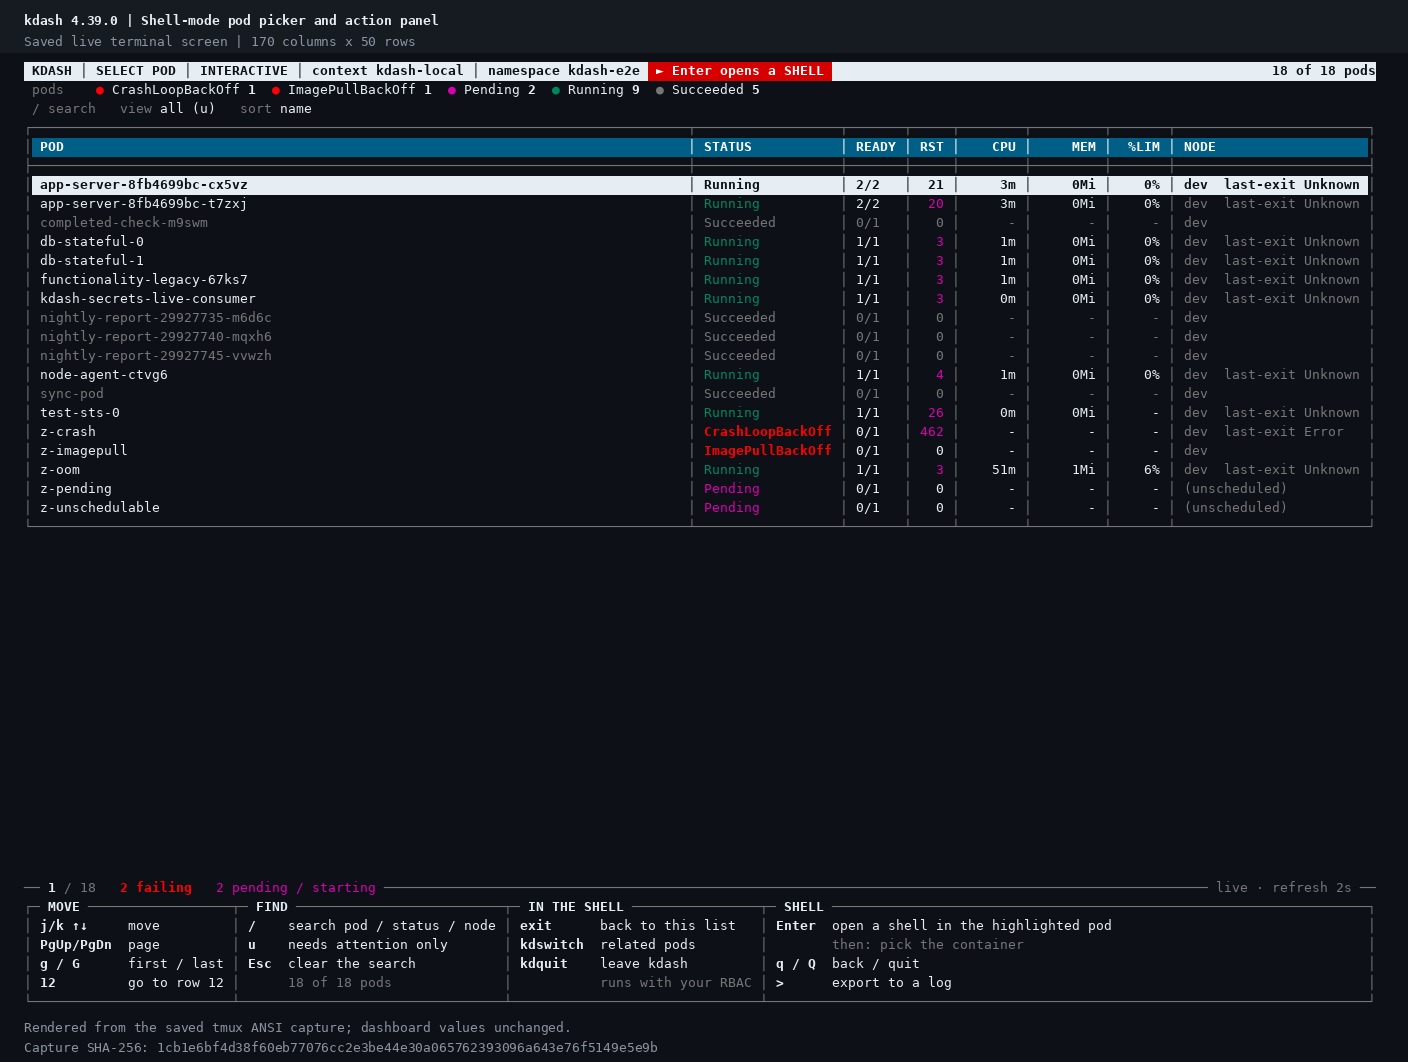 kdash 4.39.0 | Shell-mode pod picker and action panel
Saved live terminal screen | 170 columns x 50 rows
KDASH │ SELECT POD │ INTERACTIVE │ context kdash-local │ namespace kdash-e2e ► Enter opens a SHELL 18 of 18 pods
pods ● CrashLoopBackOff 1 ● ImagePullBackOff 1 ● Pending 2 ● Running 9 ● Succeeded 5
/ search view all (u) sort name
POD │ STATUS │ READY │ RST │ CPU │ MEM │ %LIM │ NODE
app-server-8fb4699bc-cx5vz │ Running │ 2/2 │ 21 │ 3m │ 0Mi │ 0% │ dev last-exit Unknown
app-server-8fb4699bc-t7zxj │ Running │ 2/2 │ 20 │ 3m │ 0Mi │ 0% │ dev last-exit Unknown
completed-check-m9swm │ Succeeded │ 0/1 │ 0 │ - │ - │ - │ dev
db-stateful-0 │ Running │ 1/1 │ 3 │ 1m │ 0Mi │ 0% │ dev last-exit Unknown
db-stateful-1 │ Running │ 1/1 │ 3 │ 1m │ 0Mi │ 0% │ dev last-exit Unknown
functionality-legacy-67ks7 │ Running │ 1/1 │ 3 │ 1m │ 0Mi │ 0% │ dev last-exit Unknown
kdash-secrets-live-consumer │ Running │ 1/1 │ 3 │ 0m │ 0Mi │ 0% │ dev last-exit Unknown
nightly-report-29927735-m6d6c │ Succeeded │ 0/1 │ 0 │ - │ - │ - │ dev
nightly-report-29927740-mqxh6 │ Succeeded │ 0/1 │ 0 │ - │ - │ - │ dev
nightly-report-29927745-vvwzh │ Succeeded │ 0/1 │ 0 │ - │ - │ - │ dev
node-agent-ctvg6 │ Running │ 1/1 │ 4 │ 1m │ 0Mi │ 0% │ dev last-exit Unknown
sync-pod │ Succeeded │ 0/1 │ 0 │ - │ - │ - │ dev
test-sts-0 │ Running │ 1/1 │ 26 │ 0m │ 0Mi │ - │ dev last-exit Unknown
z-crash │ CrashLoopBackOff │ 0/1 │ 462 │ - │ - │ - │ dev last-exit Error
z-imagepull │ ImagePullBackOff │ 0/1 │ 0 │ - │ - │ - │ dev
z-oom │ Running │ 1/1 │ 3 │ 51m │ 1Mi │ 6% │ dev last-exit Unknown
z-pending │ Pending │ 0/1 │ 0 │ - │ - │ - │ (unscheduled)
z-unschedulable │ Pending │ 0/1 │ 0 │ - │ - │ - │ (unscheduled)
1 / 18 2 failing 2 pending / starting live · refresh 2s
MOVE FIND IN THE SHELL SHELL
j/k ↑↓ move │ / search pod / status / node │ exit back to this list │ Enter open a shell in the highlighted pod
PgUp/PgDn page │ u needs attention only │ kdswitch related pods │ then: pick the container
g / G first / last │ Esc clear the search │ kdquit leave kdash │ q / Q back / quit
12 go to row 12 │ 18 of 18 pods │ runs with your RBAC │ > export to a log
Rendered from the saved tmux ANSI capture; dashboard values unchanged.
Capture SHA-256: 1cb1e6bf4d38f60eb77076cc2e3be44e30a065762393096a643e76f5149e5e9b